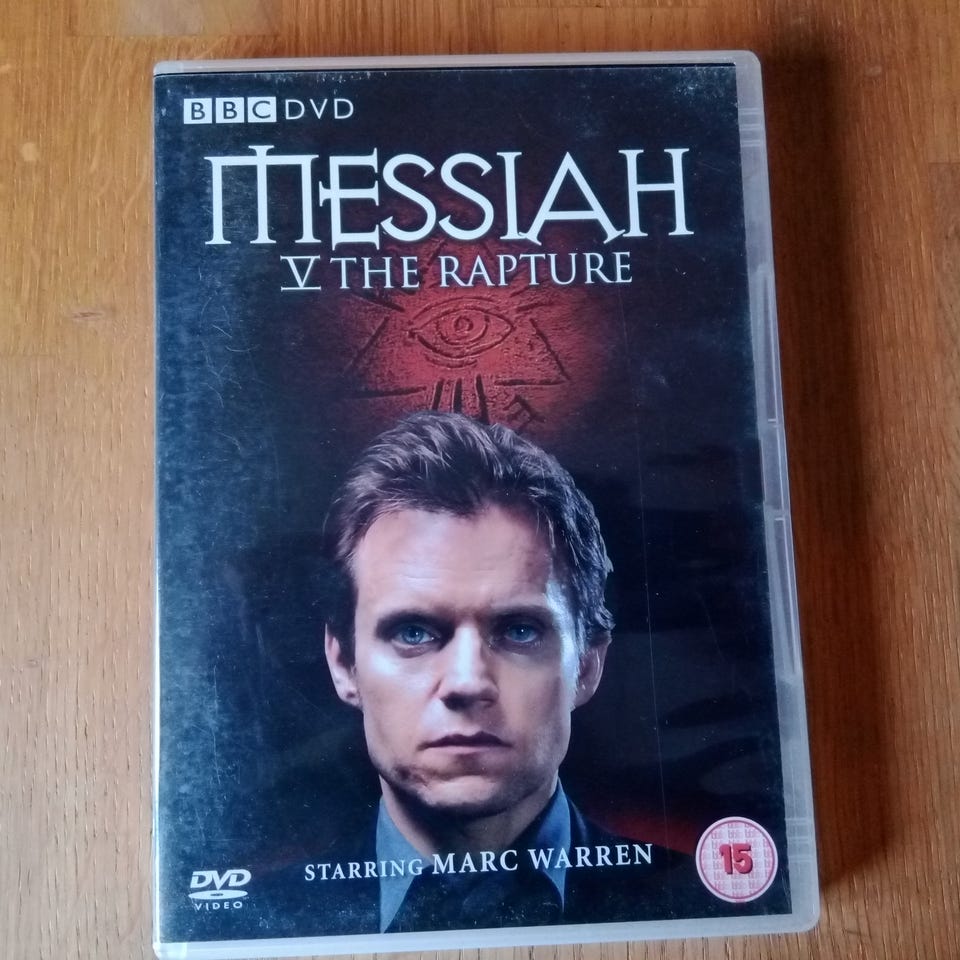 BBC DVD
MESSIAH
V THE RAPTURE
STARRING MARC WARREN
15
DVD
VIDEO